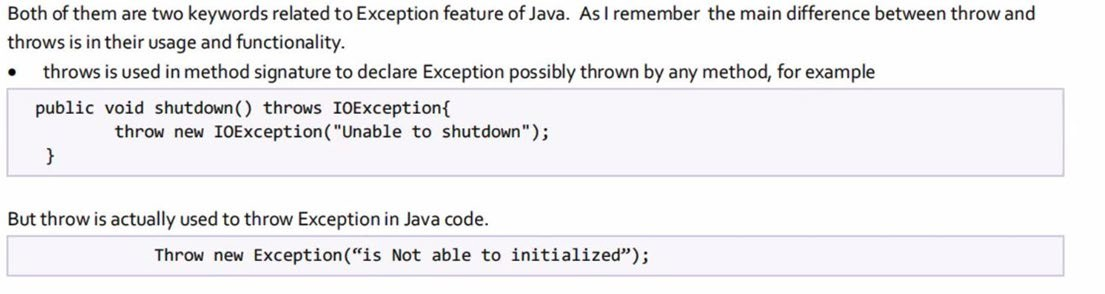 Both of them are two keywords related to Exception feature of Java. As I remember the main difference between throw and
throws is in their usage and functionality.
• throws is used in method signature to declare Exception possibly thrown by any method, for example
public void shutdown() throws IOException{
throw new IOException("Unable to shutdown");
}
But throw is actually used to throw Exception in Java code.
Throw new Exception(“is Not able to initialized”);